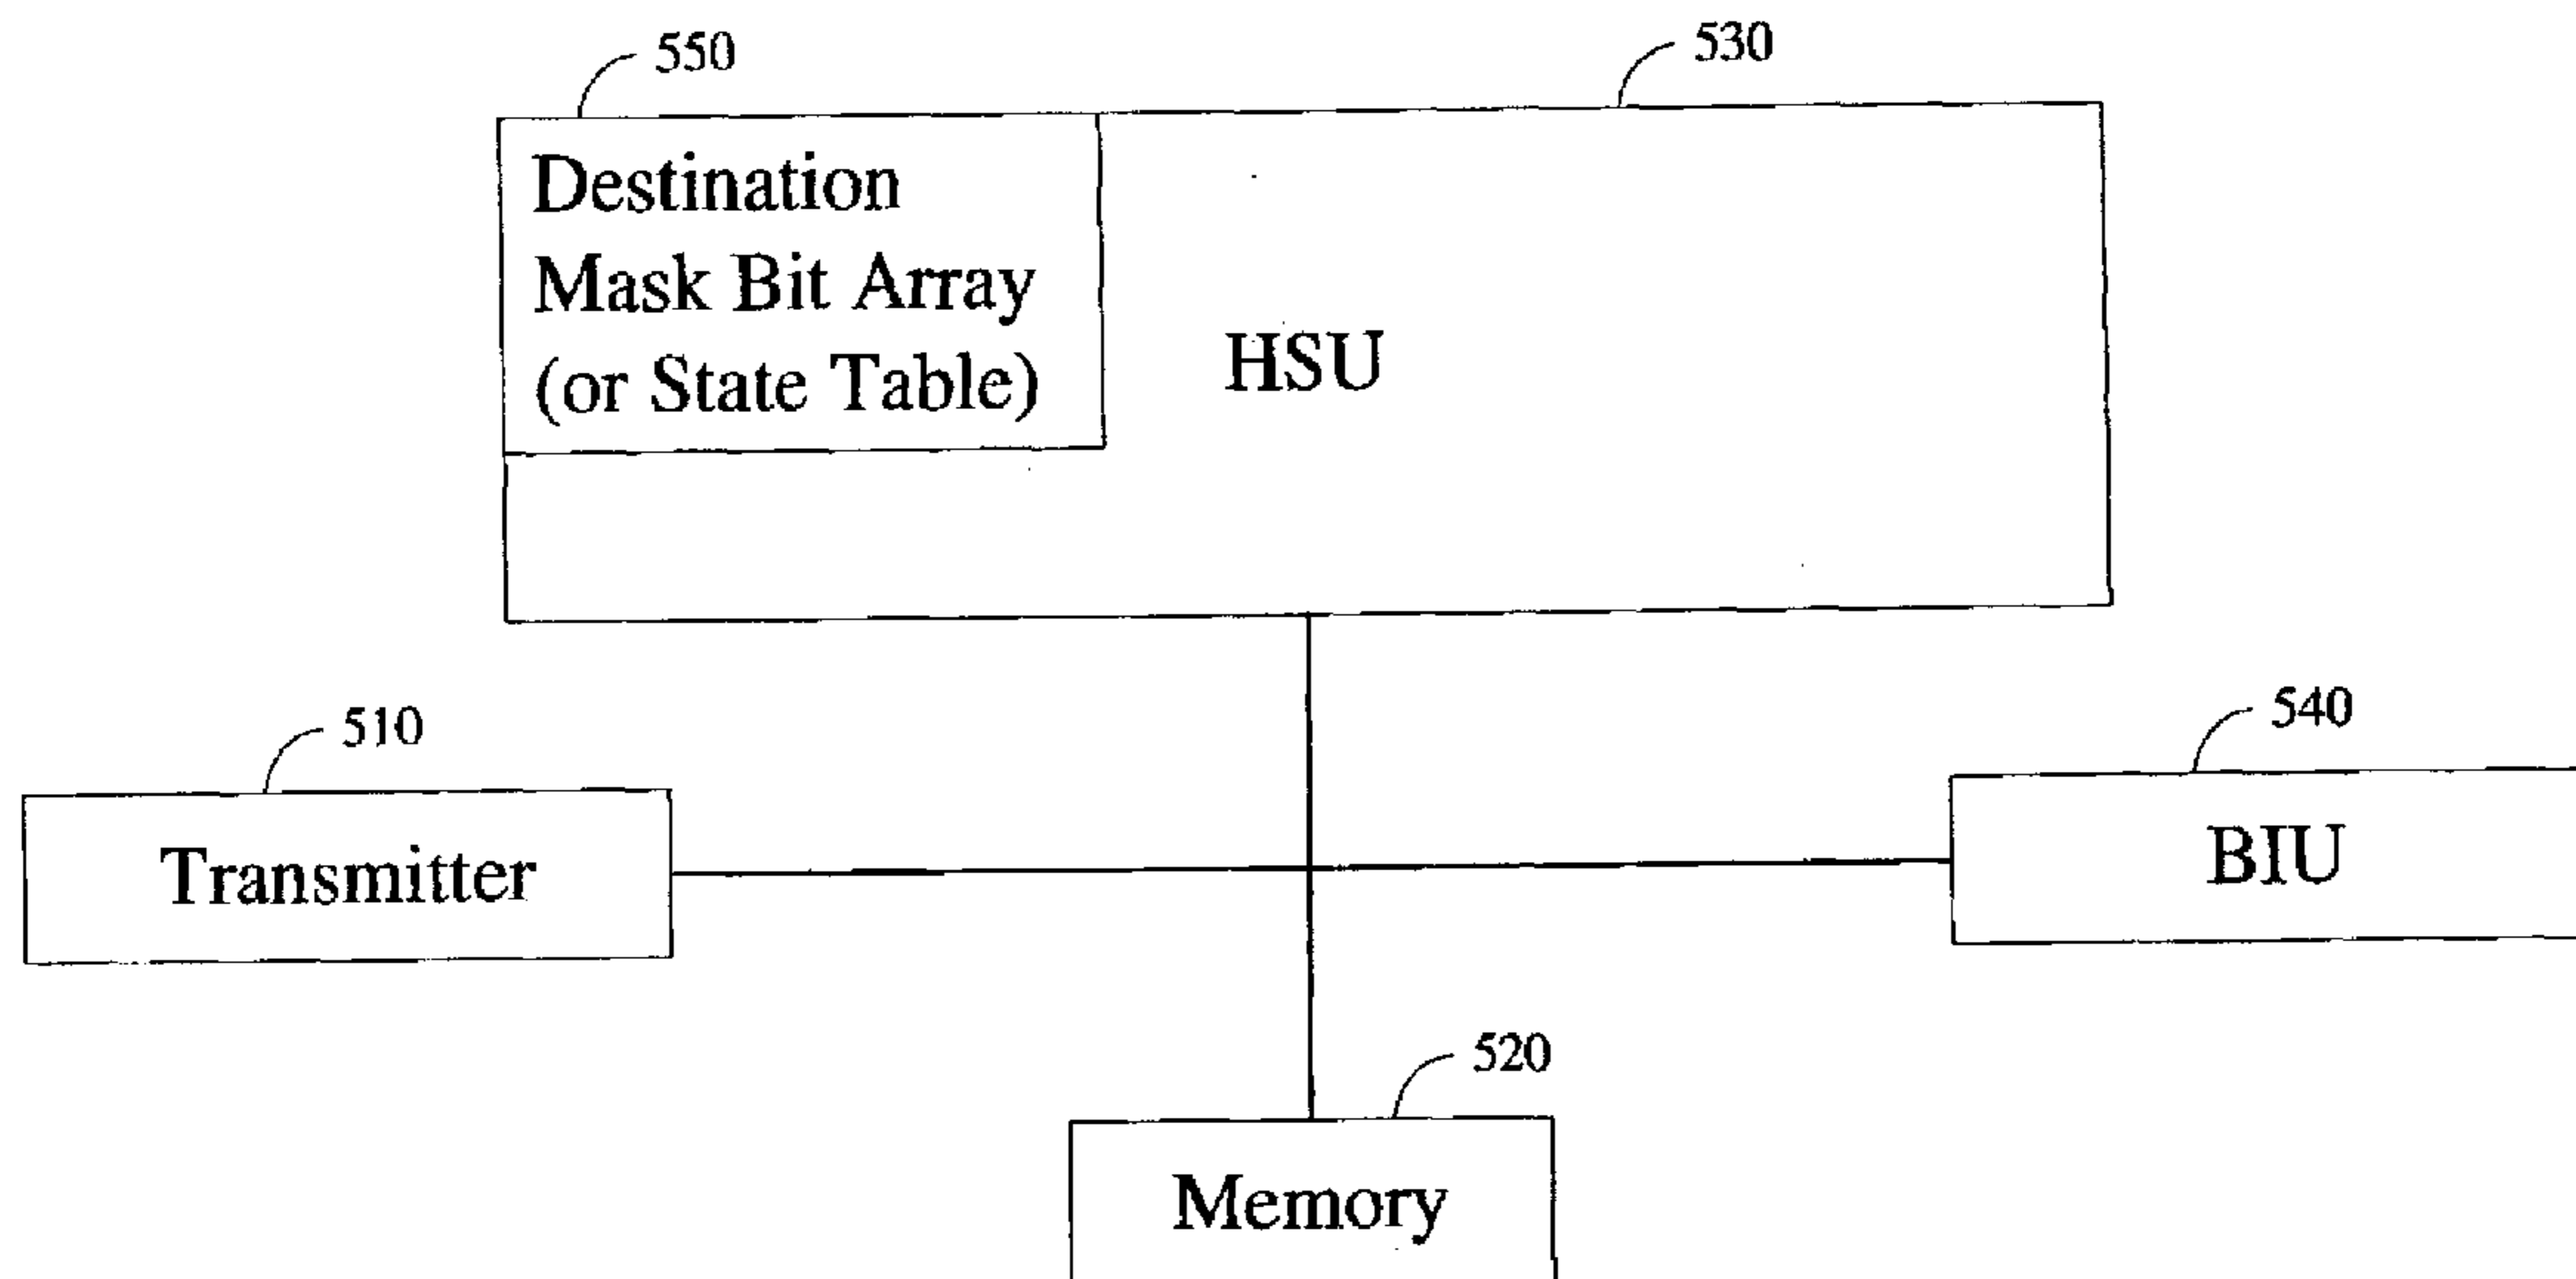 550
530
Destination
Mask Bit Array
(or State Table)
HSU
510
540
Transmitter
BIU
520
Memory